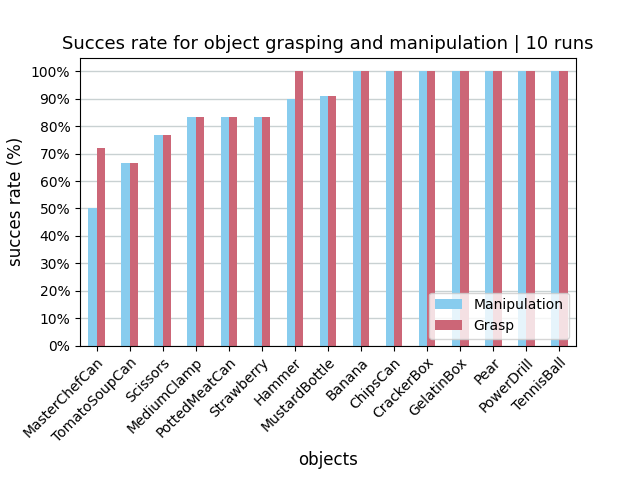 Succes rate for object grasping and manipulation | 10 runs
succes rate (%)
100%
90%
80%
70%
60%
50%
40%
30%
20%
10%
0%
Manipulation
Grasp
MasterChefCan
TomatoSoupCan
Scissors
MediumClamp
PottedMeatCan
Strawberry
Hammer
MustardBottle
Banana
ChipsCan
CrackerBox
GelatinBox
Pear
PowerDrill
TennisBall
objects